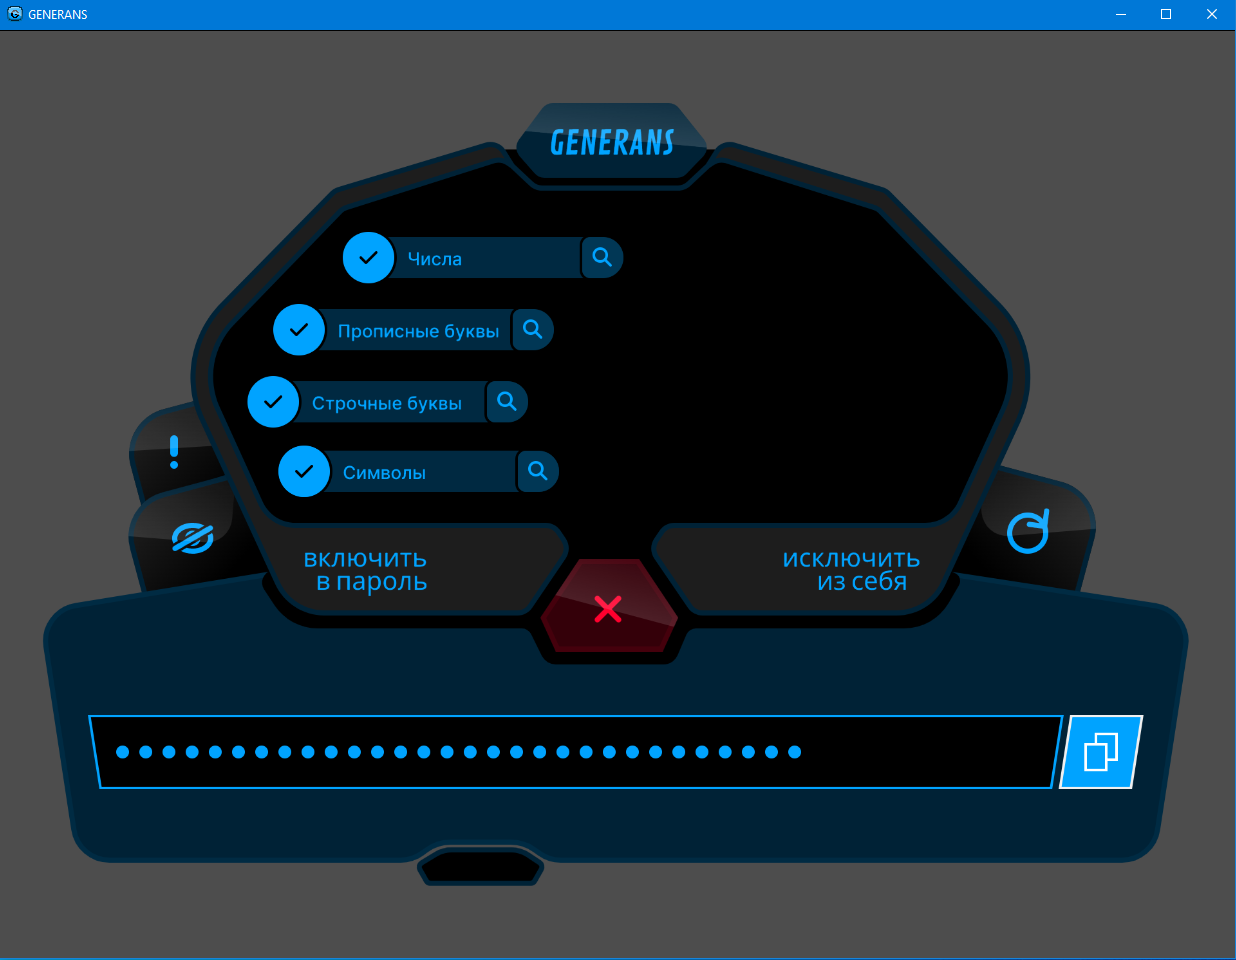 GENERANS
GENERANS
Числа
Прописные буквы
Строчные буквы
Символы
включить
в пароль
исключить
из себя